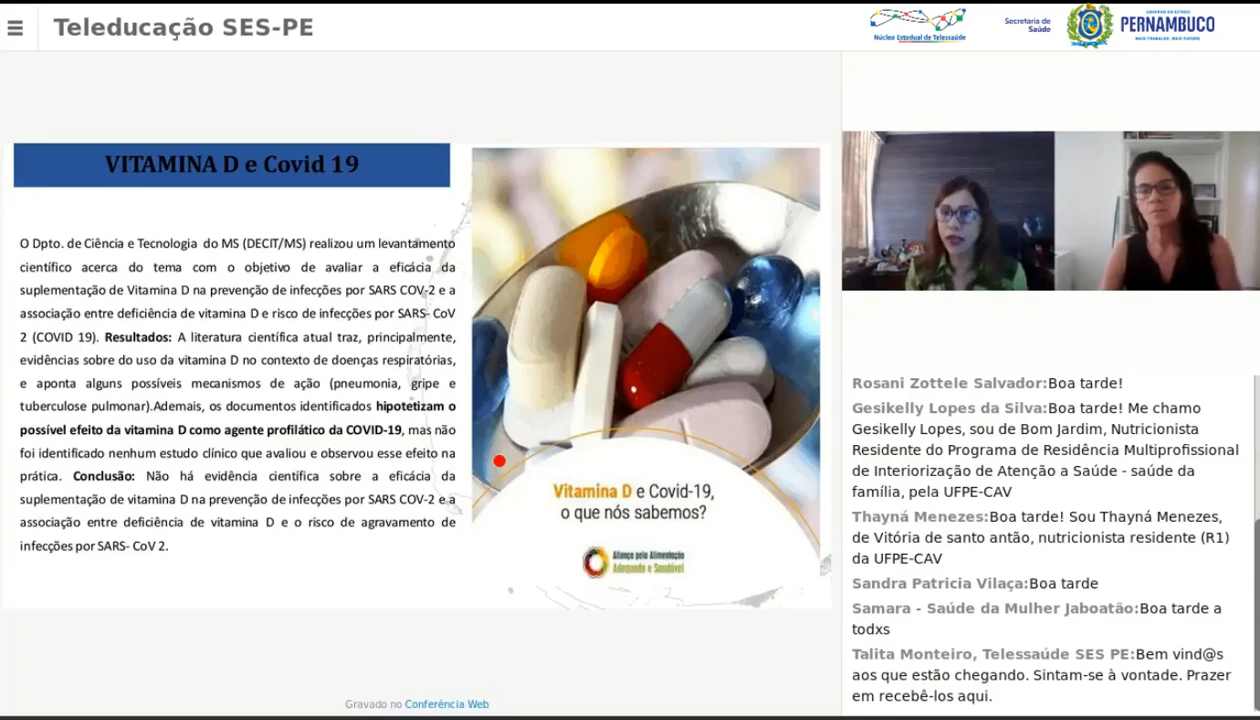 Teleducação SES-PE
Núcleo Estadual de Telessaúde
Secretaria de
Saúde
GOVERNO DO ESTADO
PERNAMBUCO
MAIS TRABALHO, MAIS FUTURO
VITAMINA D e Covid 19
O Dpto. de Ciência e Tecnologia do MS (DECIT/MS) realizou um levantamento
científico acerca do tema com o objetivo de avaliar a eficácia da
suplementação de Vitamina D na prevenção de infecções por SARS COV-2 e a
associação entre deficiência de vitamina D e risco de infecções por SARS- CoV
2 (COVID 19). Resultados: A literatura científica atual traz, principalmente,
evidências sobre do uso da vitamina D no contexto de doenças respiratórias,
e aponta alguns possíveis mecanismos de ação (pneumonia, gripe e
tuberculose pulmonar).Ademais, os documentos identificados hipotetizam o
possível efeito da vitamina D como agente profilático da COVID-19, mas não
foi identificado nenhum estudo clínico que avaliou e observou esse efeito na
prática. Conclusão: Não há evidência científica sobre a eficácia da
suplementação de vitamina D na prevenção de infecções por SARS COV-2 e a
associação entre deficiência de vitamina D e o risco de agravamento de
infecções por SARS- CoV 2.
Vitamina D e Covid-19,
o que nós sabemos?
Aliança pela Alimentação
Adequada e Saudável
Rosani Zottele Salvador:Boa tarde!
Gesikelly Lopes da Silva:Boa tarde! Me chamo
Gesikelly Lopes, sou de Bom Jardim, Nutricionista
Residente do Programa de Residência Multiprofissional
de Interiorização de Atenção a Saúde - saúde da
família, pela UFPE-CAV
Thayná Menezes:Boa tarde! Sou Thayná Menezes,
de Vitória de santo antão, nutricionista residente (R1)
da UFPE-CAV
Sandra Patricia Vilaça:Boa tarde
Samara - Saúde da Mulher Jaboatão:Boa tarde a
todxs
Talita Monteiro, Telessaúde SES PE:Bem vind@s
aos que estão chegando. Sintam-se à vontade. Prazer
em recebê-los aqui.
Gravado no Conferência Web